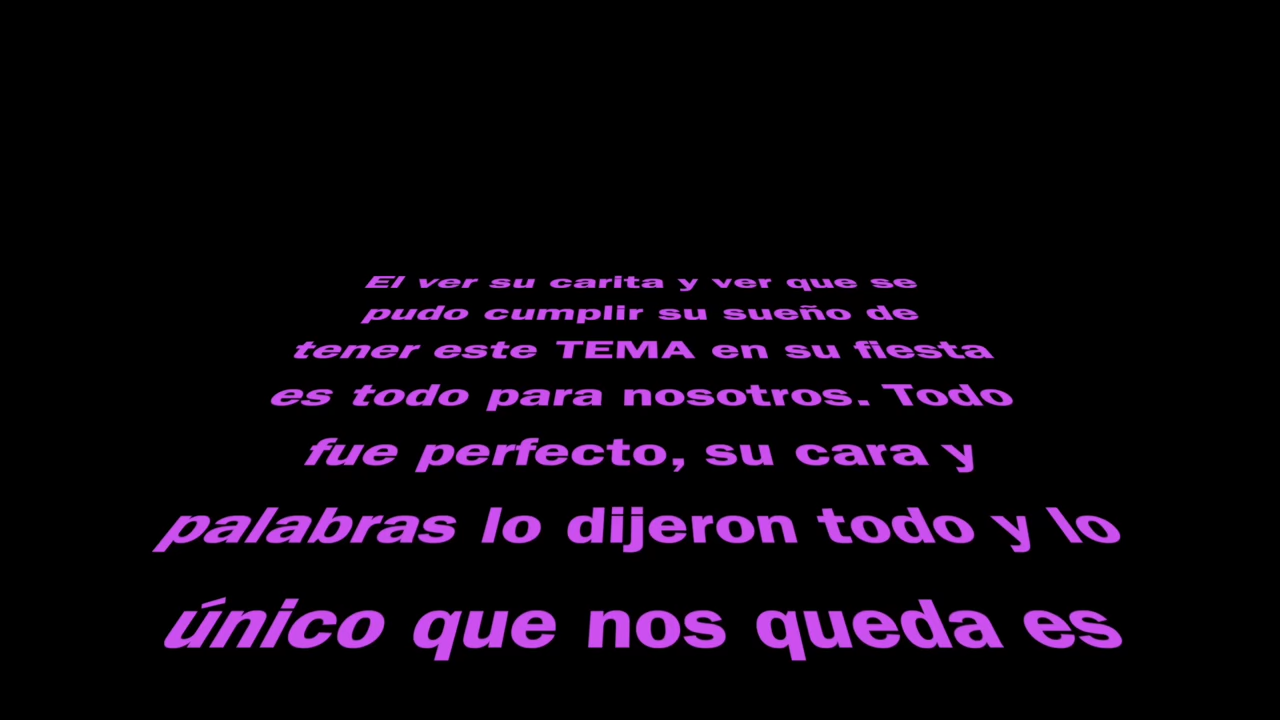 El ver su carita y ver que se
pudo cumplir su sueño de
tener este TEMA en su fiesta
es todo para nosotros. Todo
fue perfecto, su cara y
palabras lo dijeron todo y lo
único que nos queda es